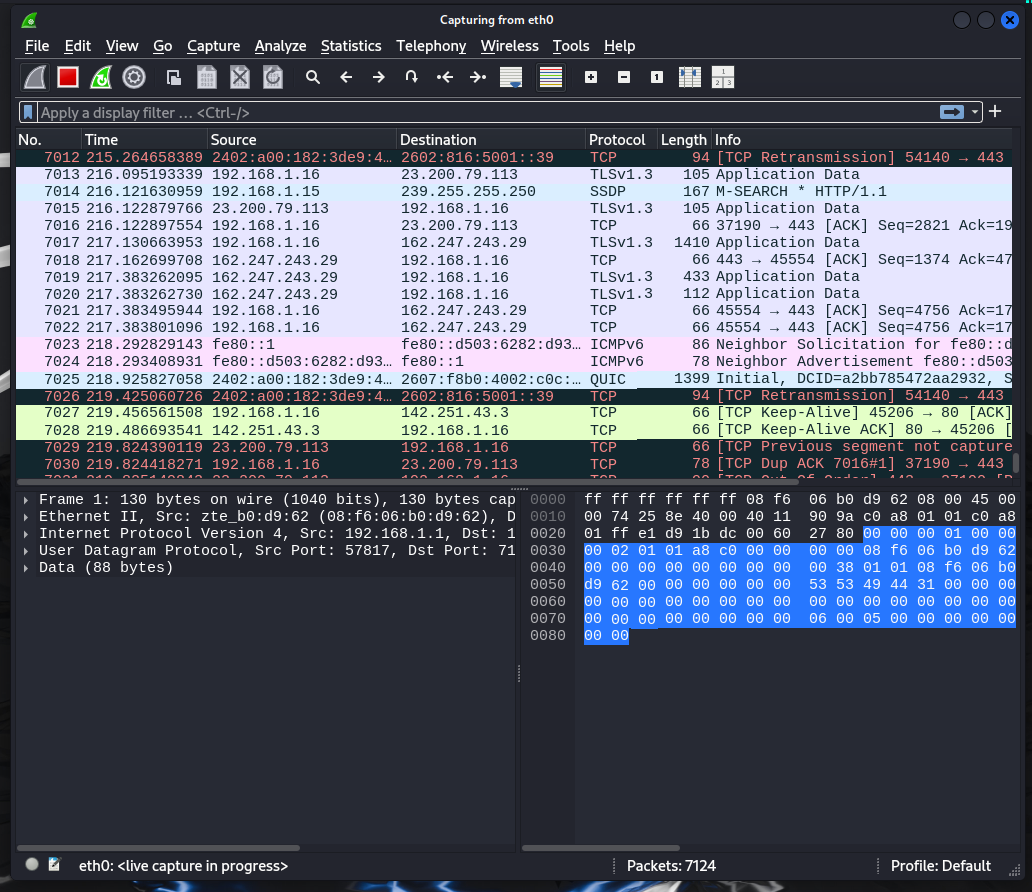 Capturing from eth0
File Edit View Go Capture Analyze Statistics Telephony Wireless Tools Help
Apply a display filter … <Ctrl-/>
No. Time Source Destination Protocol Length Info
7012 215.264658389 2402:a00:182:3de9:4… 2602:816:5001::39 TCP 94 [TCP Retransmission] 54140 → 443
7013 216.095193339 192.168.1.16 23.200.79.113 TLSv1.3 105 Application Data
7014 216.121630959 192.168.1.15 239.255.255.250 SSDP 167 M-SEARCH * HTTP/1.1
7015 216.122879766 23.200.79.113 192.168.1.16 TLSv1.3 105 Application Data
7016 216.122897554 192.168.1.16 23.200.79.113 TCP 66 37190 → 443 [ACK] Seq=2821 Ack=19
7017 217.130663953 192.168.1.16 162.247.243.29 TLSv1.3 1410 Application Data
7018 217.162699708 162.247.243.29 192.168.1.16 TCP 66 443 → 45554 [ACK] Seq=1374 Ack=47
7019 217.383262095 162.247.243.29 192.168.1.16 TLSv1.3 433 Application Data
7020 217.383262730 162.247.243.29 192.168.1.16 TLSv1.3 112 Application Data
7021 217.383495944 192.168.1.16 162.247.243.29 TCP 66 45554 → 443 [ACK] Seq=4756 Ack=17
7022 217.383801096 192.168.1.16 162.247.243.29 TCP 66 45554 → 443 [ACK] Seq=4756 Ack=17
7023 218.292829143 fe80::1 fe80::d503:6282:d93… ICMPv6 86 Neighbor Solicitation for fe80::d
7024 218.293408931 fe80::d503:6282:d93… fe80::1 ICMPv6 78 Neighbor Advertisement fe80::d503
7025 218.925827058 2402:a00:182:3de9:4… 2607:f8b0:4002:c0c:… QUIC 1399 Initial, DCID=a2bb785472aa2932, S
7026 219.425060726 2402:a00:182:3de9:4… 2602:816:5001::39 TCP 94 [TCP Retransmission] 54140 → 443
7027 219.456561508 192.168.1.16 142.251.43.3 TCP 66 [TCP Keep-Alive] 45206 → 80 [ACK]
7028 219.486693541 142.251.43.3 192.168.1.16 TCP 66 [TCP Keep-Alive ACK] 80 → 45206 [
7029 219.824390119 23.200.79.113 192.168.1.16 TCP 66 [TCP Previous segment not capture
7030 219.824418271 192.168.1.16 23.200.79.113 TCP 78 [TCP Dup ACK 7016#1] 37190 → 443
Frame 1: 130 bytes on wire (1040 bits), 130 bytes cap
Ethernet II, Src: zte_b0:d9:62 (08:f6:06:b0:d9:62), D
Internet Protocol Version 4, Src: 192.168.1.1, Dst: 1
User Datagram Protocol, Src Port: 57817, Dst Port: 71
Data (88 bytes)
0000 ff ff ff ff ff ff 08 f6 06 b0 d9 62 08 00 45 00
0010 00 74 25 8e 40 00 40 11 90 9a c0 a8 01 01 c0 a8
0020 01 ff e1 d9 1b dc 00 60 27 80 00 00 00 01 00 00
0030 00 02 01 01 a8 c0 00 00 00 00 08 f6 06 b0 d9 62
0040 00 00 00 00 00 00 00 00 00 38 01 01 08 f6 06 b0
0050 d9 62 00 00 00 00 00 00 53 53 49 44 31 00 00 00
0060 00 00 00 00 00 00 00 00 00 00 00 00 00 00 00 00
0070 00 00 00 00 00 00 00 00 06 00 05 00 00 00 00 00
0080 00 00
eth0: <live capture in progress>
Packets: 7124
Profile: Default